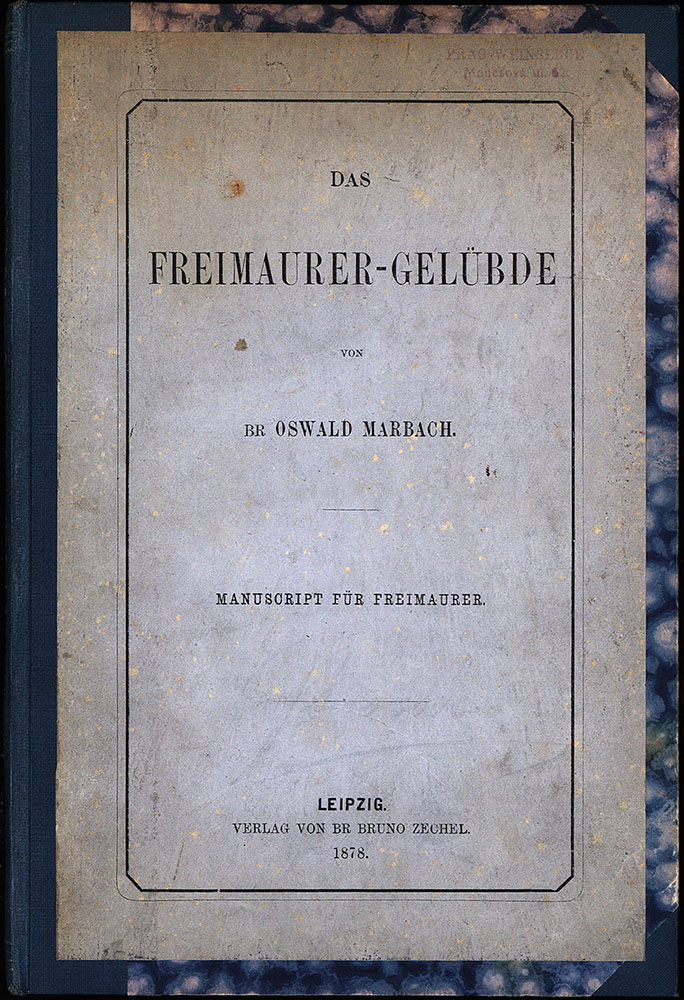 DAS
FREIMAURER-GELÜBDE
VON
BR OSWALD MARBACH.
MANUSCRIPT FÜR FREIMAURER.
LEIPZIG.
VERLAG VON BR BRUNO ZECHEL.
1878.